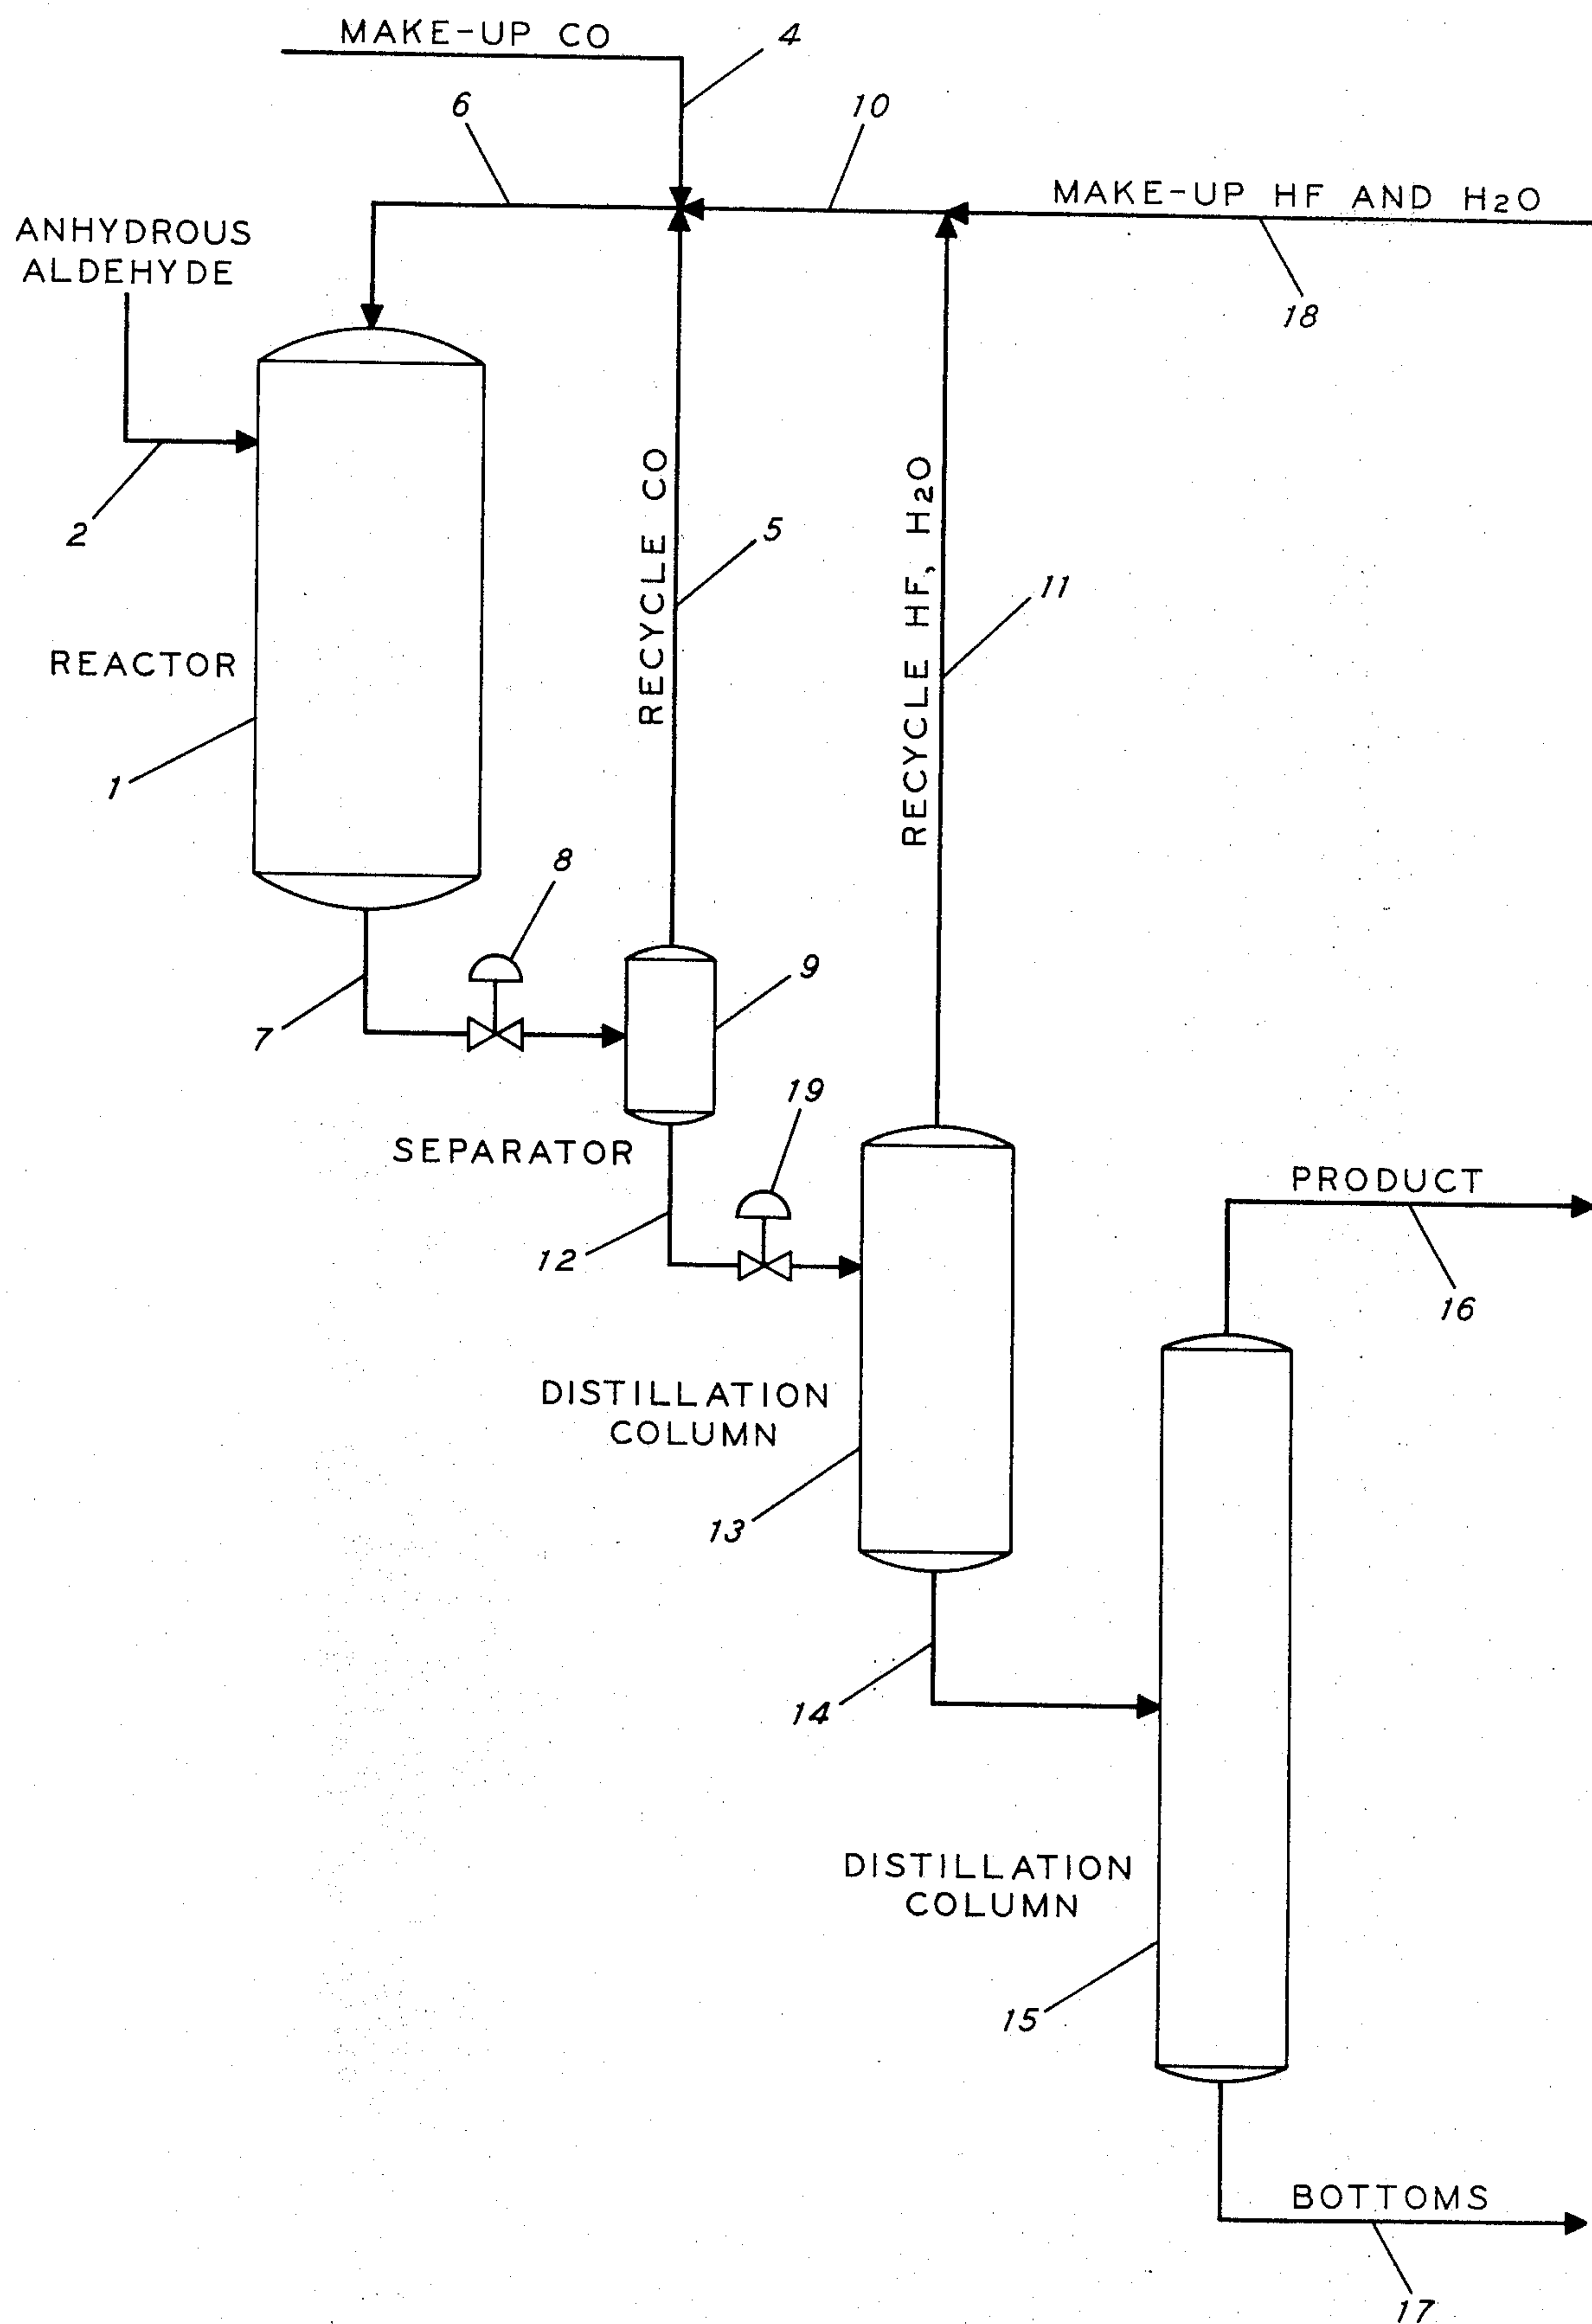 MAKE-UP CO
4
6
10
MAKE-UP HF AND H2O
18
ANHYDROUS
ALDEHYDE
2
RECYCLE CO
5
RECYCLE HF, H2O
11
REACTOR
1
8
9
7
19
SEPARATOR
12
PRODUCT
16
DISTILLATION
COLUMN
13
14
DISTILLATION
COLUMN
15
BOTTOMS
17